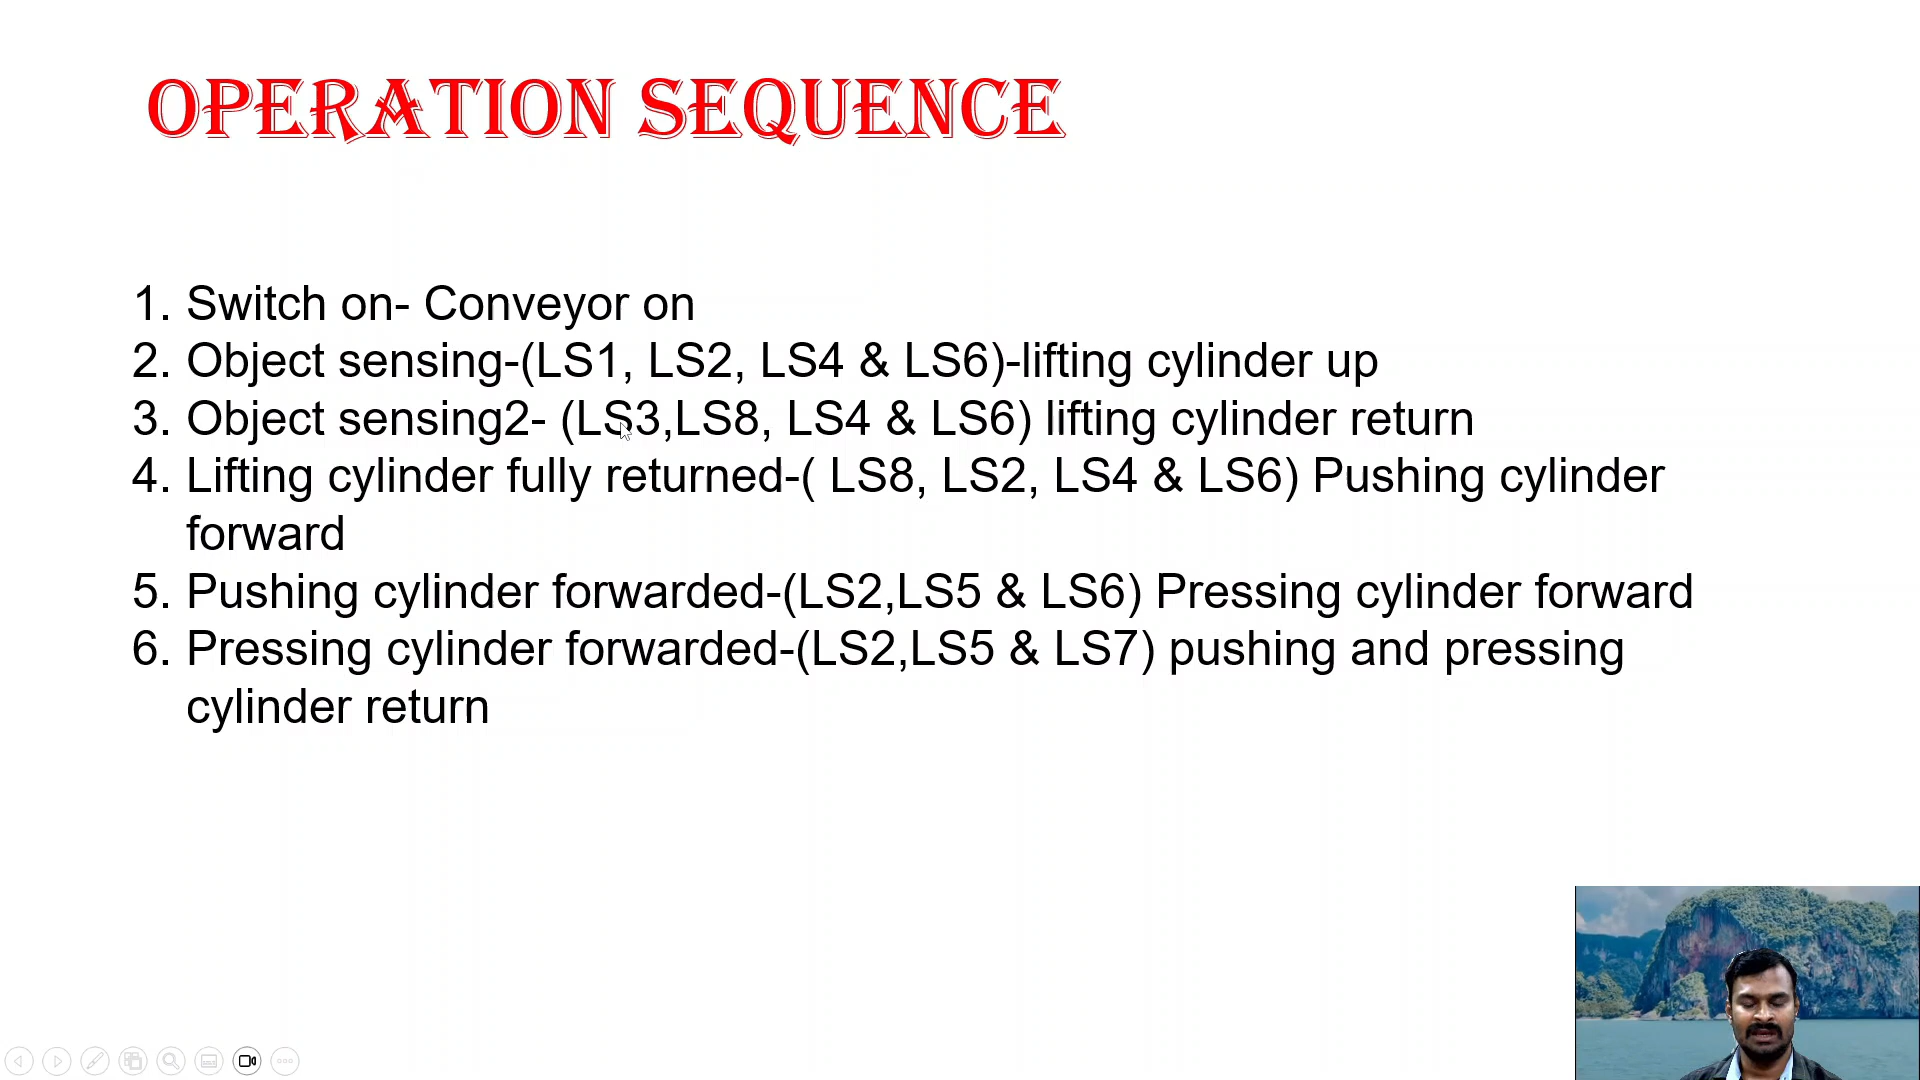 OPERATION SEQUENCE
1. Switch on- Conveyor on
2. Object sensing-(LS1, LS2, LS4 & LS6)-lifting cylinder up
3. Object sensing2- (LS3,LS8, LS4 & LS6) lifting cylinder return
4. Lifting cylinder fully returned-( LS8, LS2, LS4 & LS6) Pushing cylinder
forward
5. Pushing cylinder forwarded-(LS2,LS5 & LS6) Pressing cylinder forward
6. Pressing cylinder forwarded-(LS2,LS5 & LS7) pushing and pressing
cylinder return